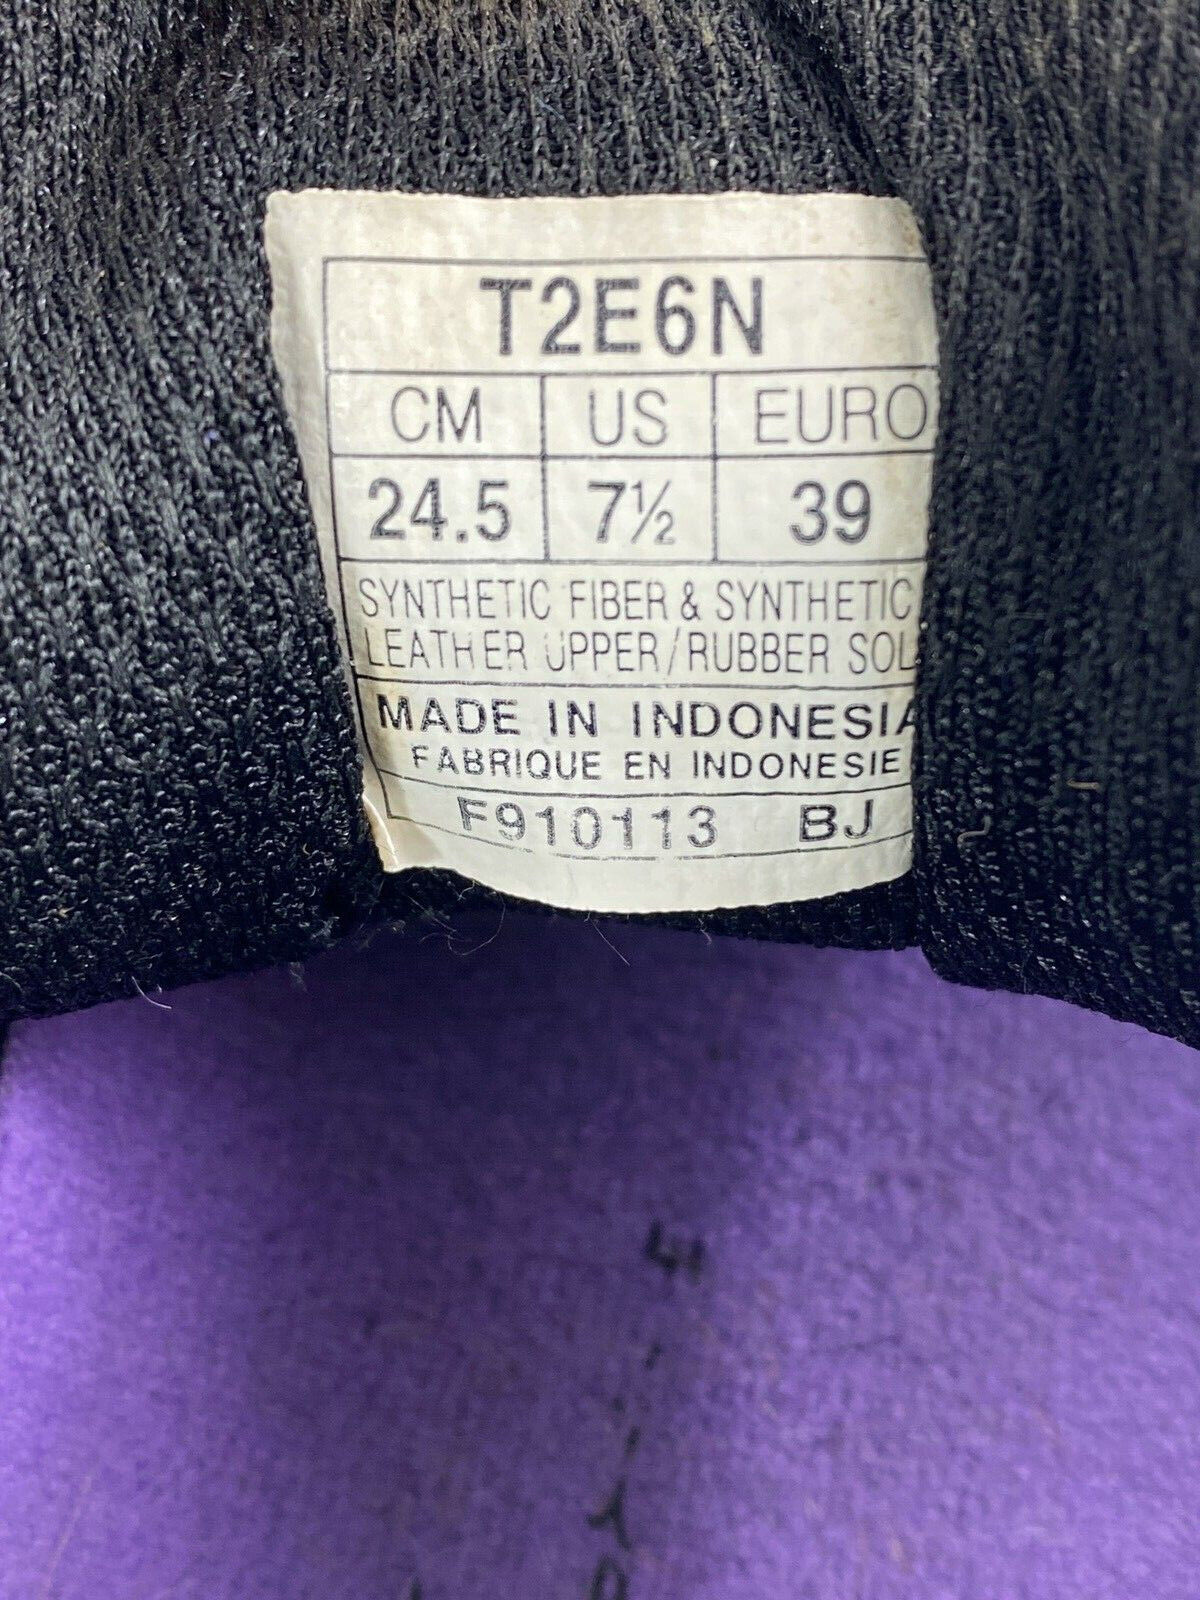 T2E6N
CM US EURO
24.5 7½ 39
SYNTHETIC FIBER & SYNTHETIC
LEATHER UPPER/RUBBER SOL
MADE IN INDONESIA
FABRIQUE EN INDONESIE
F910113 BJ